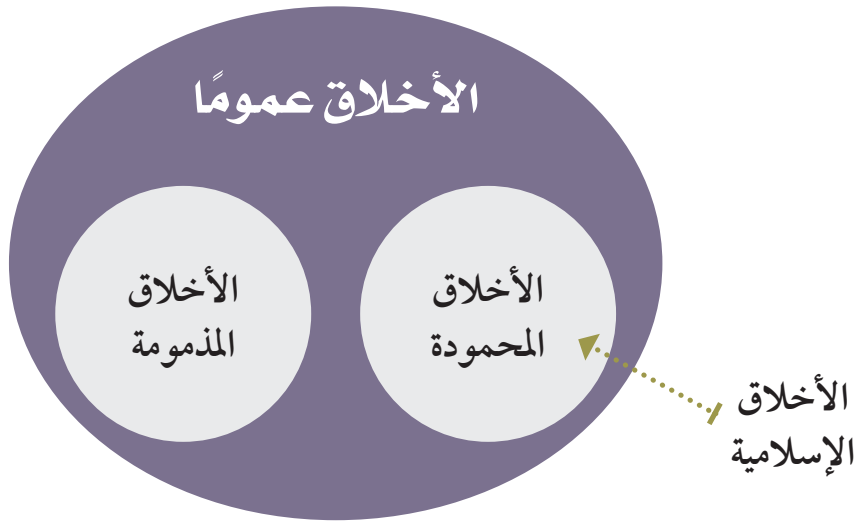 الأخلاق عمومًا
الأخلاق
المحمودة
الأخلاق
المذمومة
الأخلاق
الإسلامية